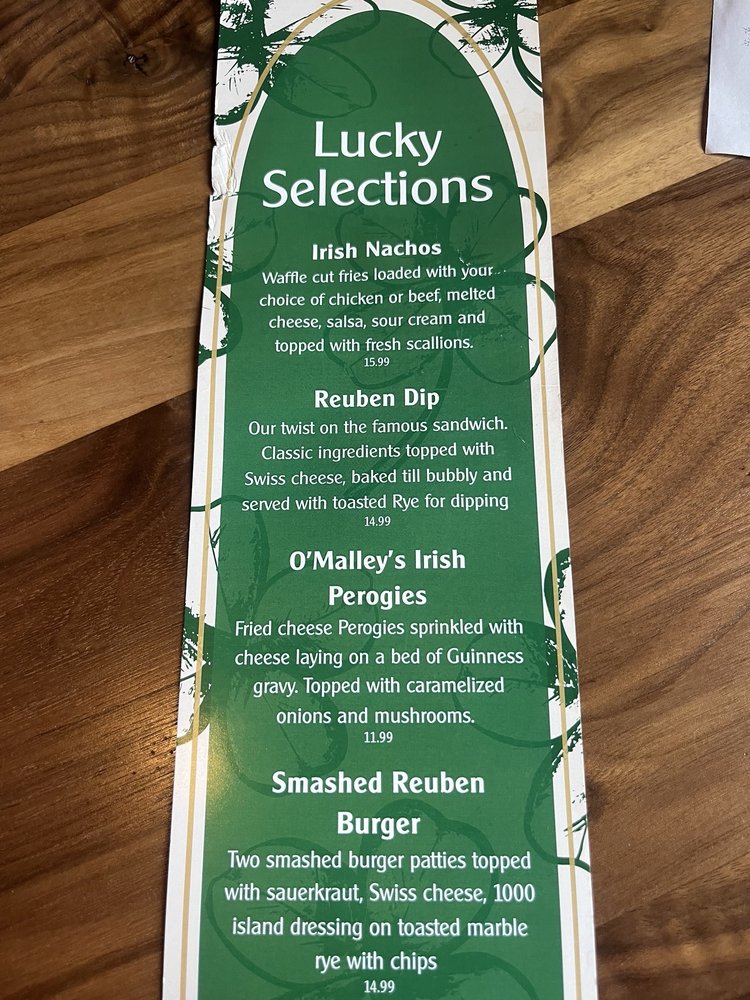 Lucky
Selections
Irish Nachos
Waffle cut fries loaded with your
choice of chicken or beef, melted
cheese, salsa, sour cream and
topped with fresh scallions.
15.99
Reuben Dip
Our twist on the famous sandwich.
Classic ingredients topped with
Swiss cheese, baked till bubbly and
served with toasted Rye for dipping
14.99
O'Malley's Irish
Perogies
Fried cheese Perogies sprinkled with
cheese laying on a bed of Guinness
gravy. Topped with caramelized
onions and mushrooms.
11.99
Smashed Reuben
Burger
Two smashed burger patties topped
with sauerkraut, Swiss cheese, 1000
island dressing on toasted marble
rye with chips
14.99